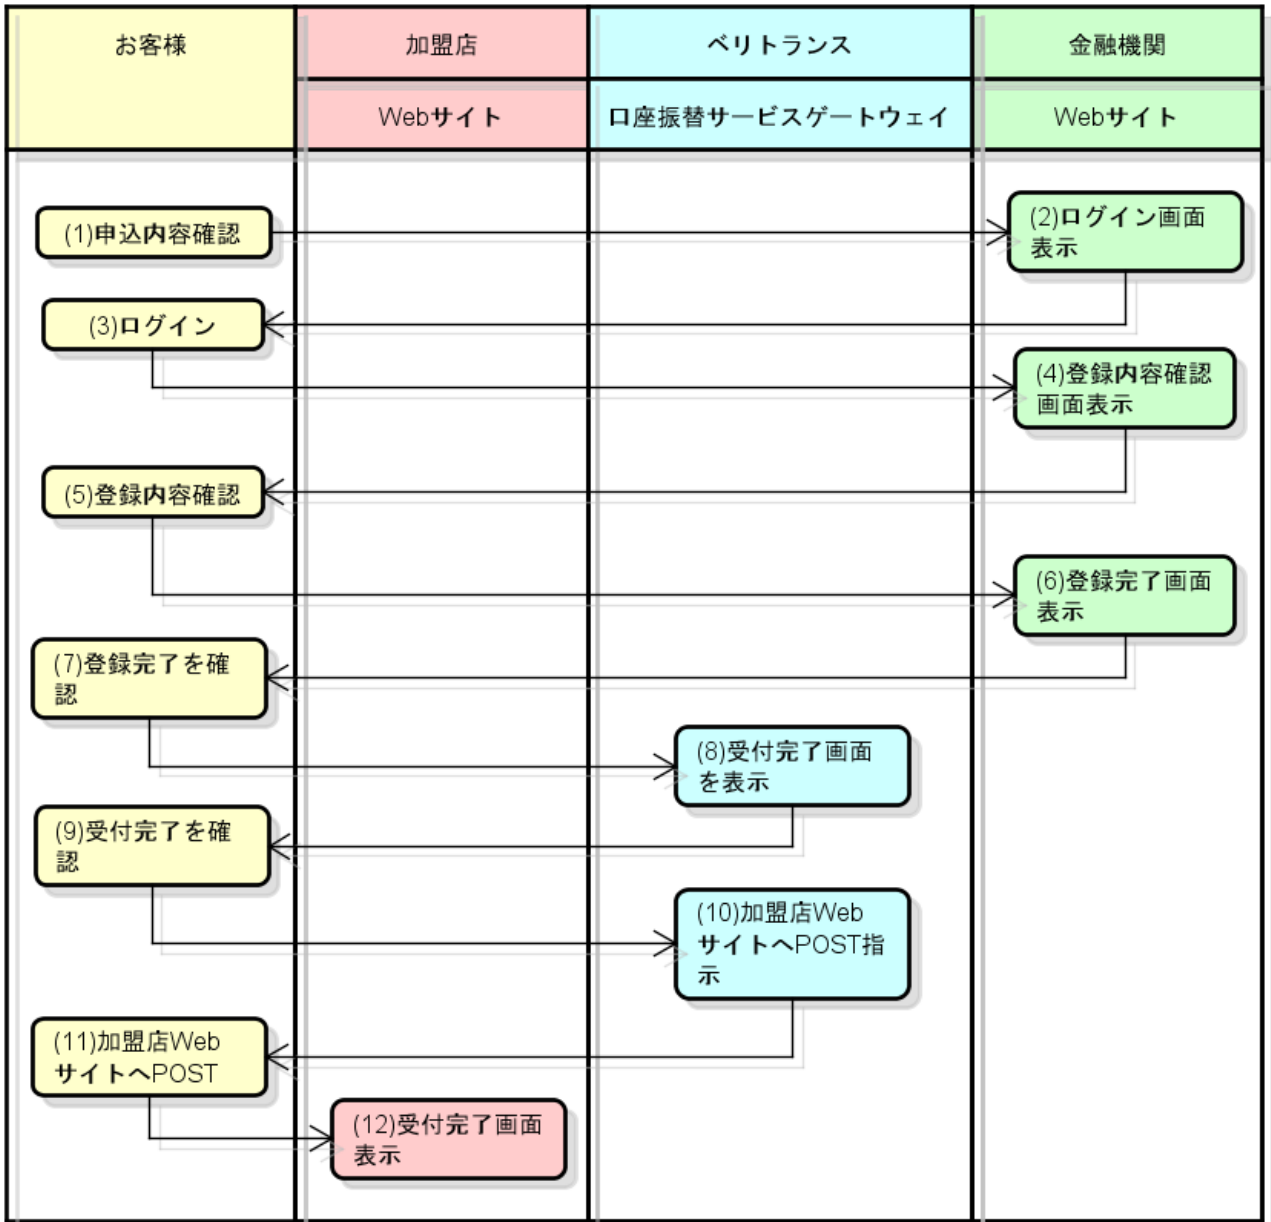 お客様
加盟店
ベリトランス
金融機関
Webサイト
口座振替サービスゲートウェイ
Webサイト
(1)申込内容確認
(2)ログイン画面
表示
(3)ログイン
(4)登録内容確認
画面表示
(5)登録内容確認
(6)登録完了画面
表示
(7)登録完了を確
認
(8)受付完了画面
を表示
(9)受付完了を確
認
(10)加盟店Web
サイトへPOST指
示
(11)加盟店Web
サイトへPOST
(12)受付完了画面
表示